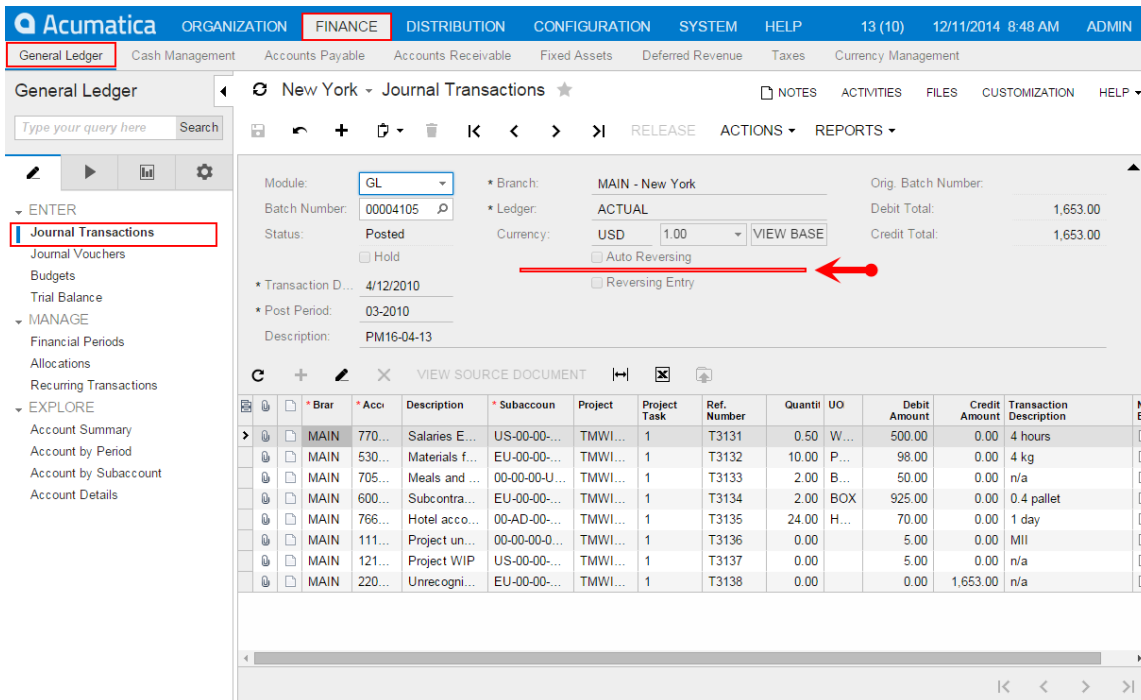 Acumatica ORGANIZATION FINANCE DISTRIBUTION CONFIGURATION SYSTEM HELP 13 (10) 12/11/2014 8:48 AM ADMIN
General Ledger Cash Management Accounts Payable Accounts Receivable Fixed Assets Deferred Revenue Taxes Currency Management
General Ledger New York - Journal Transactions NOTES ACTIVITIES FILES CUSTOMIZATION HELP
Type your query here Search RELEASE ACTIONS REPORTS
Module: GL * Branch: MAIN - New York Orig. Batch Number:
Batch Number: 00004105 * Ledger: ACTUAL Debit Total: 1,653.00
Status: Posted Currency: USD 1.00 VIEW BASE Credit Total: 1,653.00
Hold Auto Reversing
* Transaction D... 4/12/2010 Reversing Entry
* Post Period: 03-2010
Description: PM16-04-13
ENTER
Journal Transactions
Journal Vouchers
Budgets
Trial Balance
MANAGE
Financial Periods
Allocations
Recurring Transactions
EXPLORE
Account Summary
Account by Period
Account by Subaccount
Account Details
VIEW SOURCE DOCUMENT
* Brar * Acc Description * Subaccoun Project Project Task Ref. Number Quantit UO Debit Amount Credit Amount Transaction Description
MAIN 770... Salaries E... US-00-00-... TMWI... 1 T3131 0.50 W... 500.00 0.00 4 hours
MAIN 530... Materials f... EU-00-00-... TMWI... 1 T3132 10.00 P... 98.00 0.00 4 kg
MAIN 705... Meals and ... 00-00-00-U... TMWI... 1 T3133 2.00 B... 50.00 0.00 n/a
MAIN 600... Subcontra... EU-00-00-... TMWI... 1 T3134 2.00 BOX 925.00 0.00 0.4 pallet
MAIN 766... Hotel acco... 00-AD-00-... TMWI... 1 T3135 24.00 H... 70.00 0.00 1 day
MAIN 111... Project un... 00-00-00-0... TMWI... 1 T3136 0.00 5.00 0.00 MII
MAIN 121... Project WIP US-00-00-... TMWI... 1 T3137 0.00 5.00 0.00 n/a
MAIN 220... Unrecogni... EU-00-00-... TMWI... 1 T3138 0.00 0.00 1,653.00 n/a